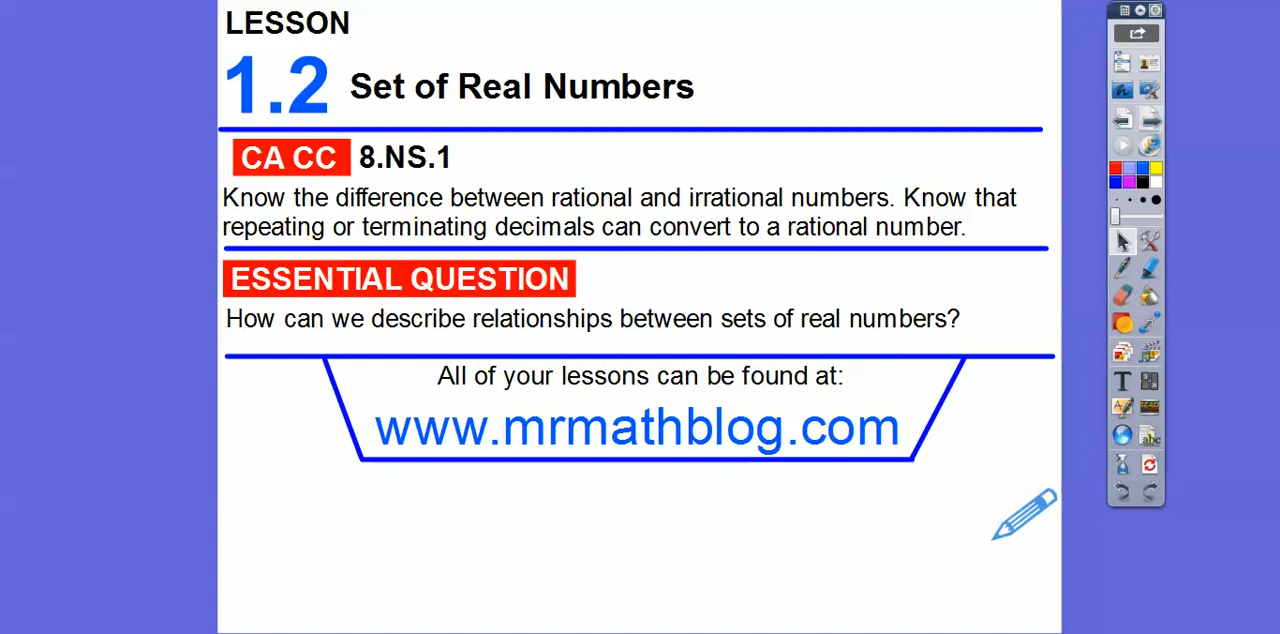 LESSON
1.2 Set of Real Numbers
CA CC 8.NS.1
Know the difference between rational and irrational numbers. Know that
repeating or terminating decimals can convert to a rational number.
ESSENTIAL QUESTION
How can we describe relationships between sets of real numbers?
All of your lessons can be found at:
www.mrmathblog.com